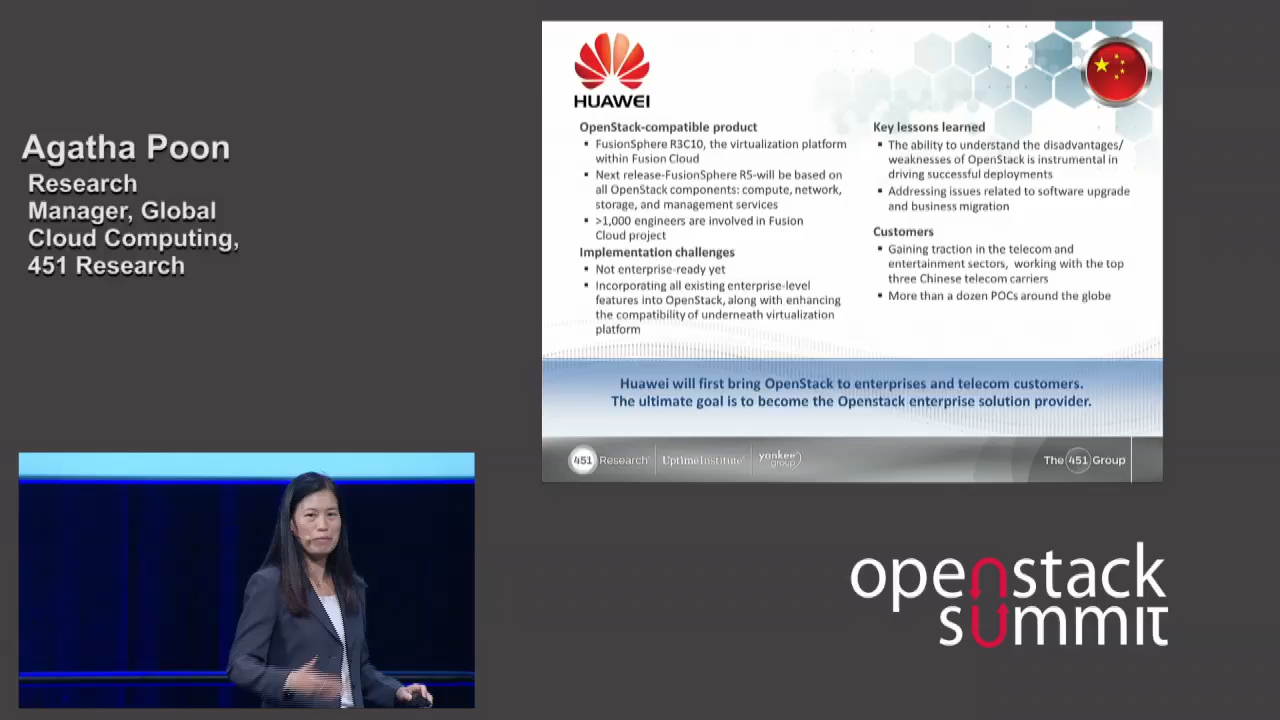 Agatha Poon
Research
Manager, Global
Cloud Computing,
451 Research
HUAWEI
OpenStack-compatible product
▪ FusionSphere R3C10, the virtualization platform
within Fusion Cloud
▪ Next release-FusionSphere R5-will be based on
all OpenStack components: compute, network,
storage, and management services
▪ >1,000 engineers are involved in Fusion
Cloud project
Implementation challenges
▪ Not enterprise-ready yet
▪ Incorporating all existing enterprise-level
features into OpenStack, along with enhancing
the compatibility of underneath virtualization
platform
Key lessons learned
▪ The ability to understand the disadvantages/
weaknesses of OpenStack is instrumental in
driving successful deployments
▪ Addressing issues related to software upgrade
and business migration
Customers
▪ Gaining traction in the telecom and
entertainment sectors, working with the top
three Chinese telecom carriers
▪ More than a dozen POCs around the globe
Huawei will first bring OpenStack to enterprises and telecom customers.
The ultimate goal is to become the Openstack enterprise solution provider.
451 Research
UptimeInstitute
yankee
group
The 451 Group
openstack
summit